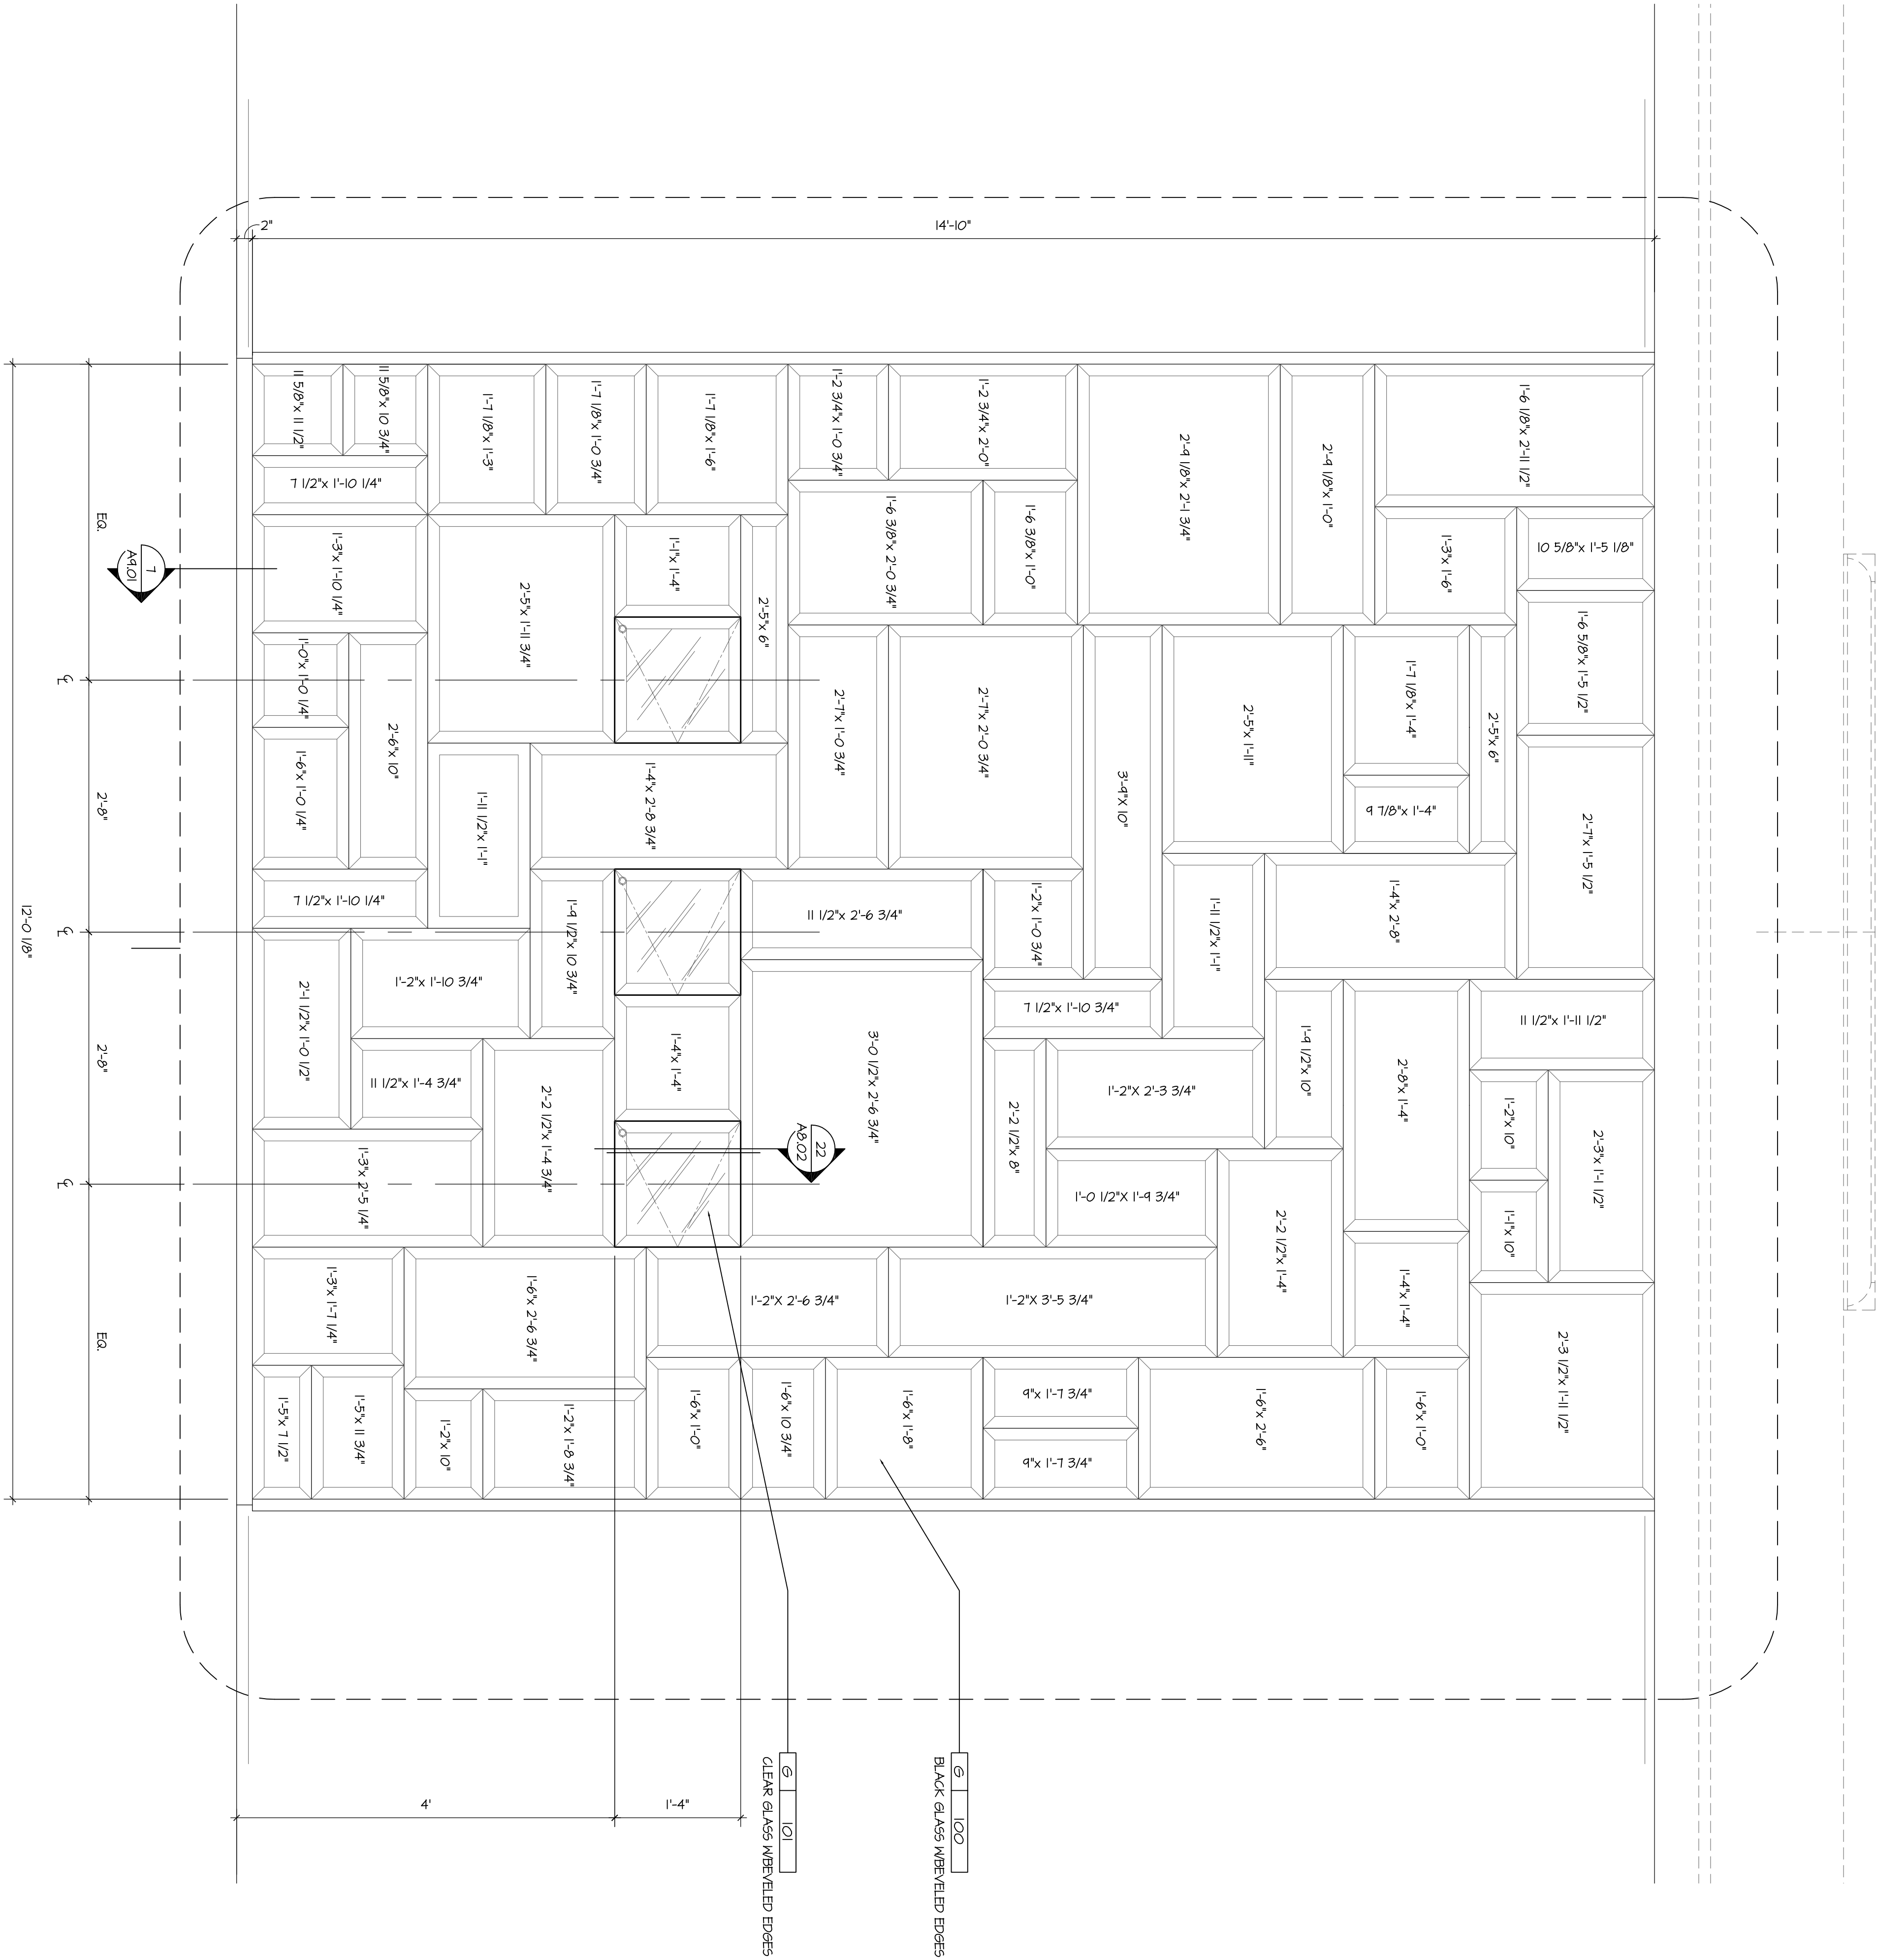 2"
14'-10"
11 5/8"x 11 1/2"
11 5/8"x 10 3/4"
1'-7 1/8"x 1'-3"
1'-7 1/8"x 1'-0 3/4"
1'-7 1/8"x 1'-6"
1'-2 3/4"x 1'-0 3/4"
1'-2 3/4"x 2'-0"
2'-9 1/8"x 2'-1 3/4"
2'-9 1/8"x 1'-0"
1'-6 1/8"x 2'-11 1/2"
7 1/2"x 1'-10 1/4"
1'-6 3/8"x 2'-0 3/4"
1'-6 3/8"x 1'-0"
1'-3"x 1'-6"
10 5/8"x 1'-5 1/8"
EQ.
7
A9.01
1'-3"x 1'-10 1/4"
2'-5"x 1'-11 3/4"
1'-1"x 1'-4"
2'-5"x 6"
1'-0"x 1'-0 1/4"
2'-6"x 10"
2'-7"x 1'-0 3/4"
2'-7"x 2'-0 3/4"
3'-9"X 10"
2'-5"x 1'-11"
1'-7 1/8"x 1'-4"
2'-5"x 6"
1'-6 5/8"x 1'-5 1/2"
9 7/8"x 1'-4"
2'-7"x 1'-5 1/2"
2'-8"
1'-6"x 1'-0 1/4"
1'-11 1/2"x 1'-1"
1'-4"x 2'-8 3/4"
7 1/2"x 1'-10 1/4"
1'-9 1/2"x 10 3/4"
11 1/2"x 2'-6 3/4"
1'-2"x 1'-0 3/4"
1'-11 1/2"x 1'-1"
1'-4"x 2'-8"
12'-0 1/8"
2'-1 1/2"x 1'-0 1/2"
1'-2"x 1'-10 3/4"
7 1/2"x 1'-10 3/4"
1'-9 1/2"x 10"
11 1/2"x 1'-11 1/2"
2'-8"
11 1/2"x 1'-4 3/4"
2'-2 1/2"x 1'-4 3/4"
1'-4"x 1'-4"
3'-0 1/2"x 2'-6 3/4"
2'-2 1/2"x 8"
1'-2"X 2'-3 3/4"
2'-8"x 1'-4"
1'-2"x 10"
2'-3"x 1'-1 1/2"
22
A8.02
1'-3"x 2'-5 1/4"
1'-0 1/2"X 1'-9 3/4"
2'-2 1/2"x 1'-4"
1'-1"x 10"
EQ.
1'-3"x 1'-7 1/4"
1'-6"x 2'-6 3/4"
1'-2"X 2'-6 3/4"
1'-2"X 3'-5 3/4"
1'-4"x 1'-4"
2'-3 1/2"x 1'-11 1/2"
1'-5"x 7 1/2"
1'-5"x 11 3/4"
1'-2"x 10"
1'-2"x 1'-8 3/4"
1'-6"x 1'-0"
1'-6"x 10 3/4"
1'-6"x 1'-8"
9"x 1'-7 3/4"
9"x 1'-7 3/4"
1'-6"x 2'-6"
1'-6"x 1'-0"
G 101
CLEAR GLASS W/BEVELED EDGES
G 100
BLACK GLASS W/BEVELED EDGES
4'
1'-4"